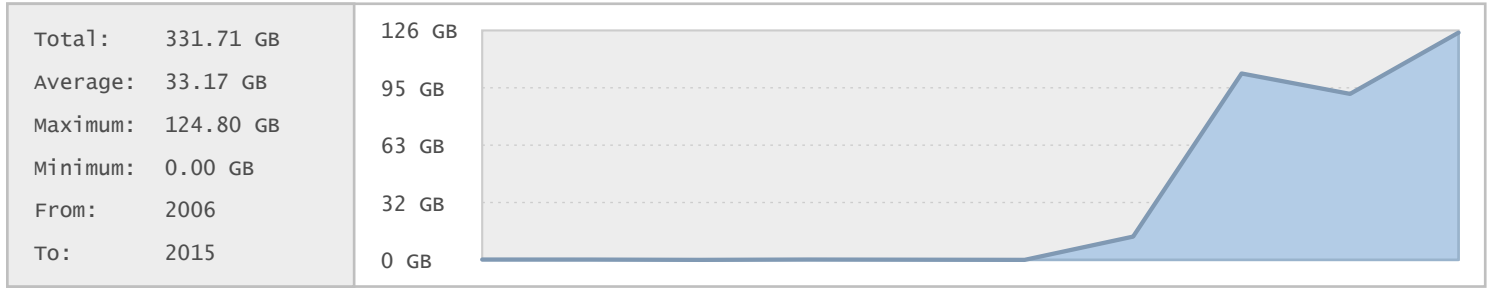 Total: 331.71 GB
Average: 33.17 GB
Maximum: 124.80 GB
Minimum: 0.00 GB
From: 2006
To: 2015
126 GB
95 GB
63 GB
32 GB
0 GB